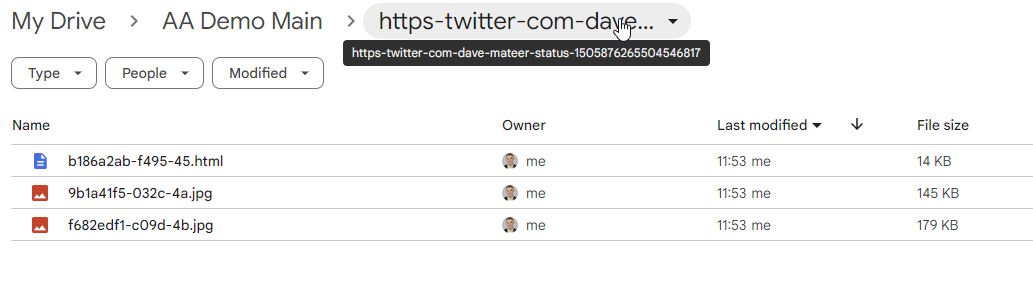 My Drive > AA Demo Main > https-twitter-com-dave...
https-twitter-com-dave-mateer-status-1505876265504546817
Type People Modified
Name Owner Last modified File size
b186a2ab-f495-45.html me 11:53 me 14 KB
9b1a41f5-032c-4a.jpg me 11:53 me 145 KB
f682edf1-c09d-4b.jpg me 11:53 me 179 KB